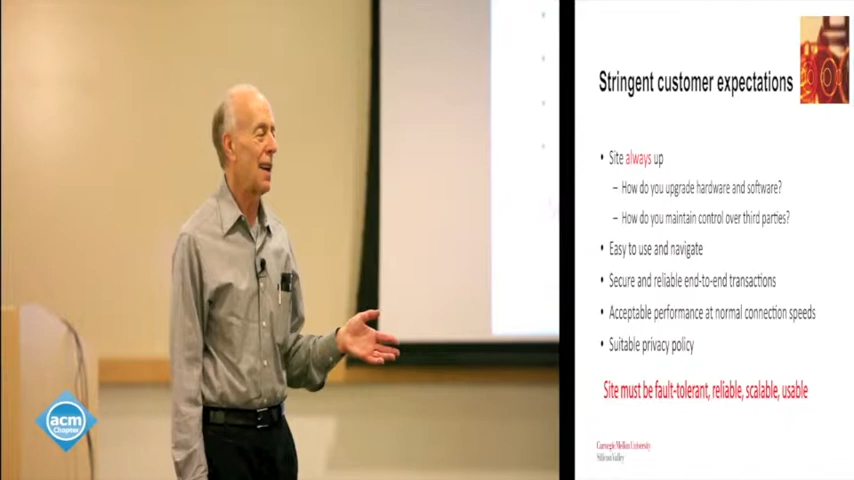 Stringent customer expectations
• Site always up
– How do you upgrade hardware and software?
– How do you maintain control over third parties?
• Easy to use and navigate
• Secure and reliable end-to-end transactions
• Acceptable performance at normal connection speeds
• Suitable privacy policy
Site must be fault-tolerant, reliable, scalable, usable
Carnegie Mellon University
Silicon Valley
acm
Chapter